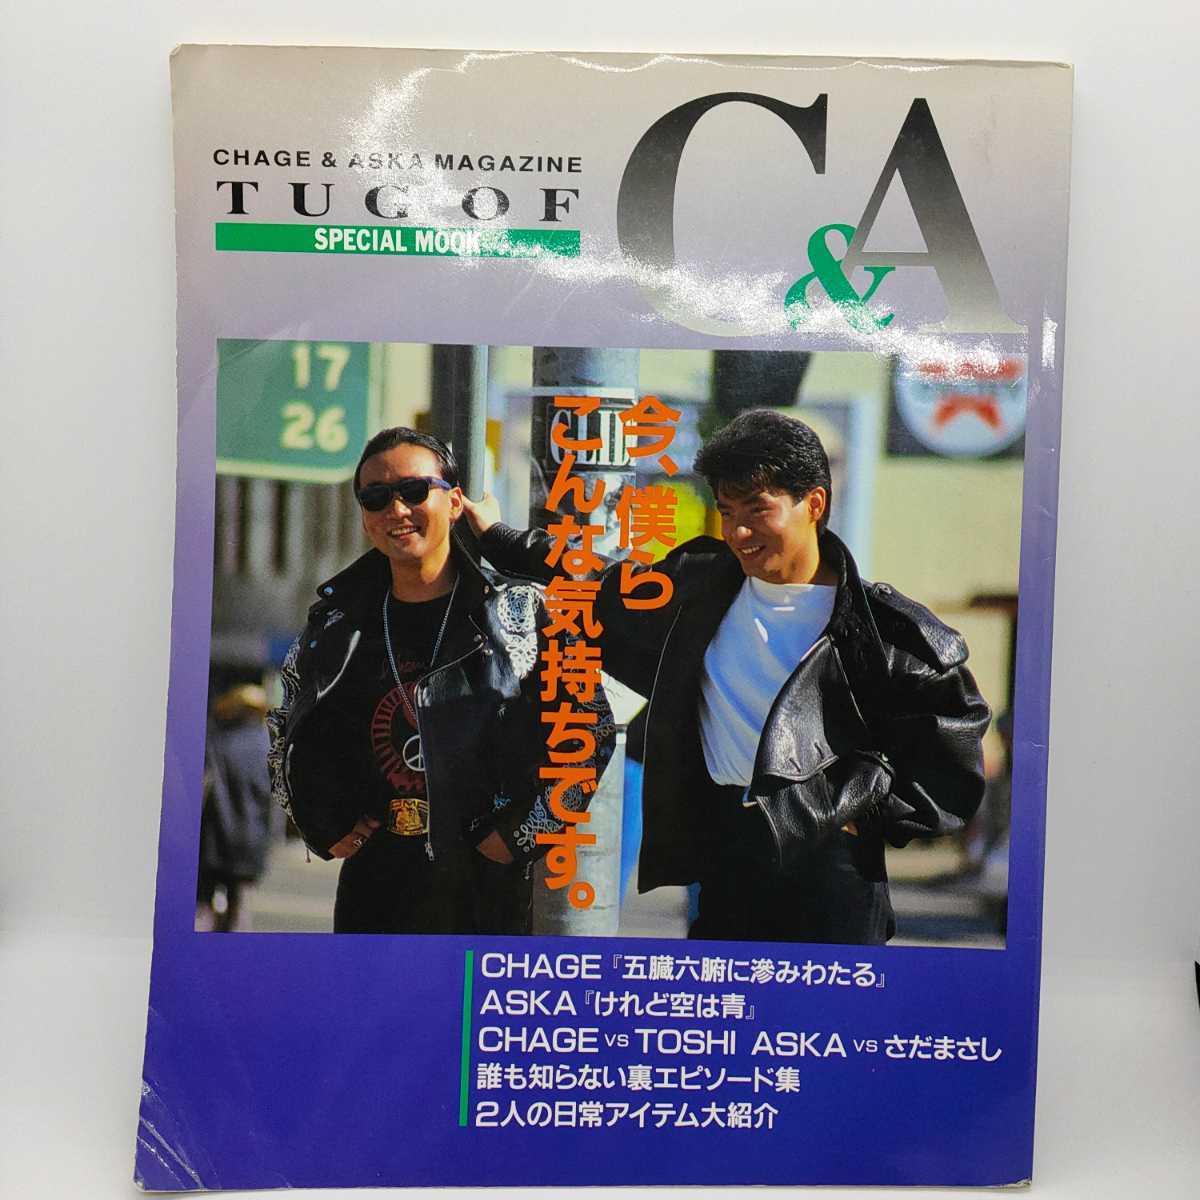 CHAGE & ASKA MAGAZINE
TUG OF
C&A
SPECIAL MOOK
17
26
今、僕ら
こんな気持ちです。
CHAGE『五臓六腑に滲みわたる』
ASKA『けれど空は青』
CHAGE vs TOSHI ASKA vs さだまさし
誰も知らない裏エピソード集
2人の日常アイテム大紹介